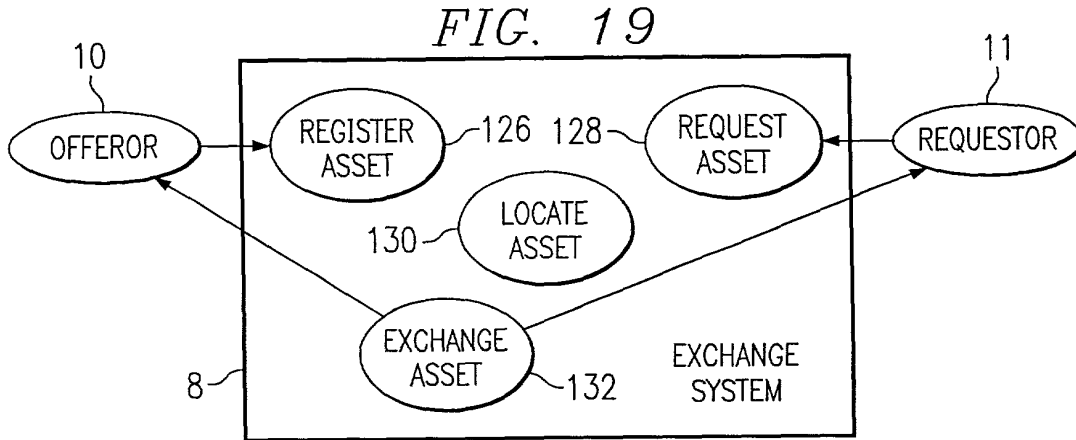 FIG. 19
10
11
OFFEROR
REGISTER
ASSET
126
128
REQUEST
ASSET
REQUESTOR
LOCATE
ASSET
130
EXCHANGE
ASSET
132
8
EXCHANGE
SYSTEM